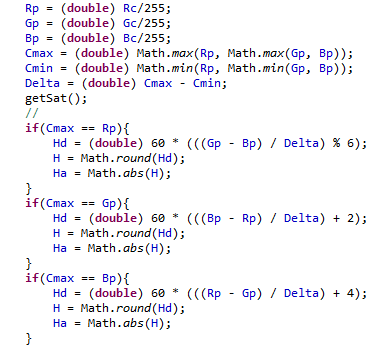 Rp = (double) Rc/255;
Gp = (double) Gc/255;
Bp = (double) Bc/255;
Cmax = (double) Math.max(Rp, Math.max(Gp, Bp));
Cmin = (double) Math.min(Rp, Math.min(Gp, Bp));
Delta = (double) Cmax - Cmin;
getSat();
//
if(Cmax == Rp){
Hd = (double) 60 * (((Gp - Bp) / Delta) % 6);
H = Math.round(Hd);
Ha = Math.abs(H);
}
if(Cmax == Gp){
Hd = (double) 60 * (((Bp - Rp) / Delta) + 2);
H = Math.round(Hd);
Ha = Math.abs(H);
}
if(Cmax == Bp){
Hd = (double) 60 * (((Rp - Gp) / Delta) + 4);
H = Math.round(Hd);
Ha = Math.abs(H);
}